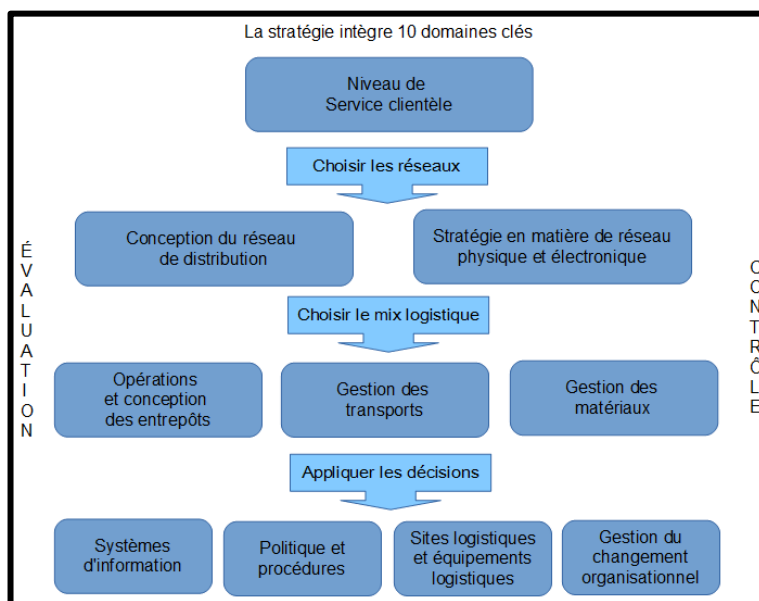 La stratégie intègre 10 domaines clés
Niveau de
Service clientèle
Choisir les réseaux
Conception du réseau
de distribution
Stratégie en matière de réseau
physique et électronique
ÉVALUATION
CONTRÔLE
Choisir le mix logistique
Opérations
et conception
des entrepôts
Gestion des
transports
Gestion des
matériaux
Appliquer les décisions
Systèmes
d'information
Politique et
procédures
Sites logistiques
et équipements
logistiques
Gestion du
changement
organisationnel